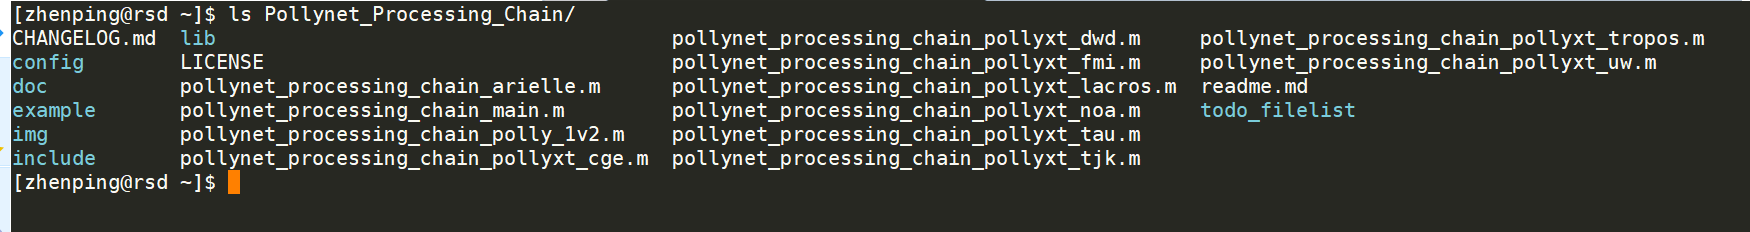 [zhenping@rsd ~]$ ls Pollynet_Processing_Chain/
CHANGELOG.md  lib                                    pollynet_processing_chain_pollyxt_dwd.m     pollynet_processing_chain_pollyxt_tropos.m
config        LICENSE                                pollynet_processing_chain_pollyxt_fmi.m     pollynet_processing_chain_pollyxt_uw.m
doc           pollynet_processing_chain_arielle.m      pollynet_processing_chain_pollyxt_lacros.m  readme.md
example       pollynet_processing_chain_main.m         pollynet_processing_chain_pollyxt_noa.m     todo_filelist
img           pollynet_processing_chain_polly_1v2.m    pollynet_processing_chain_pollyxt_tau.m
include       pollynet_processing_chain_pollyxt_cge.m  pollynet_processing_chain_pollyxt_tjk.m
[zhenping@rsd ~]$